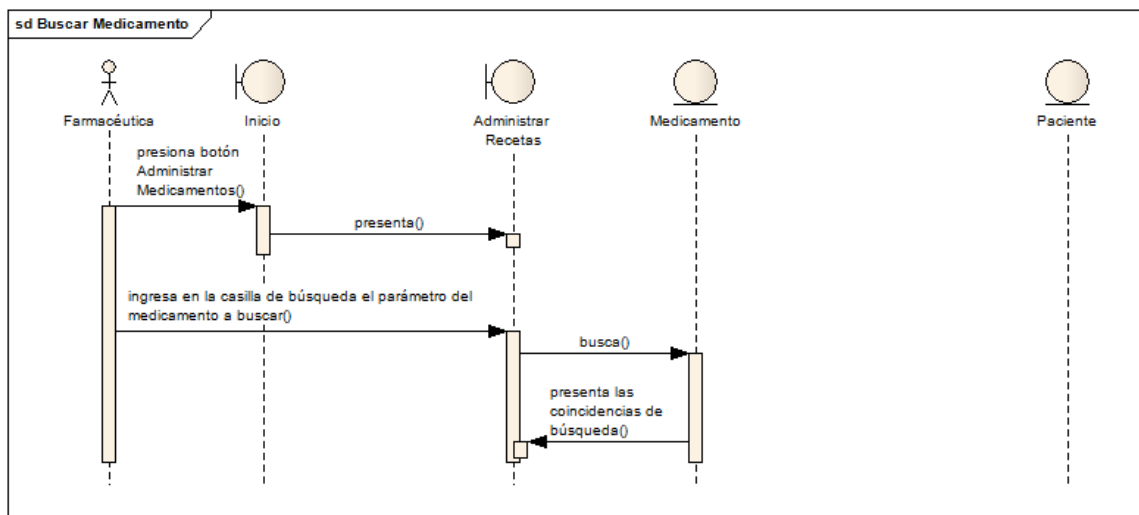 sd Buscar Medicamento
Farmacéutica
Inicio
Administrar
Recetas
Medicamento
Paciente
presiona botón
Administrar
Medicamentos()
presenta()
ingresa en la casilla de búsqueda el parámetro del
medicamento a buscar()
busca()
presenta las
coincidencias de
búsqueda()